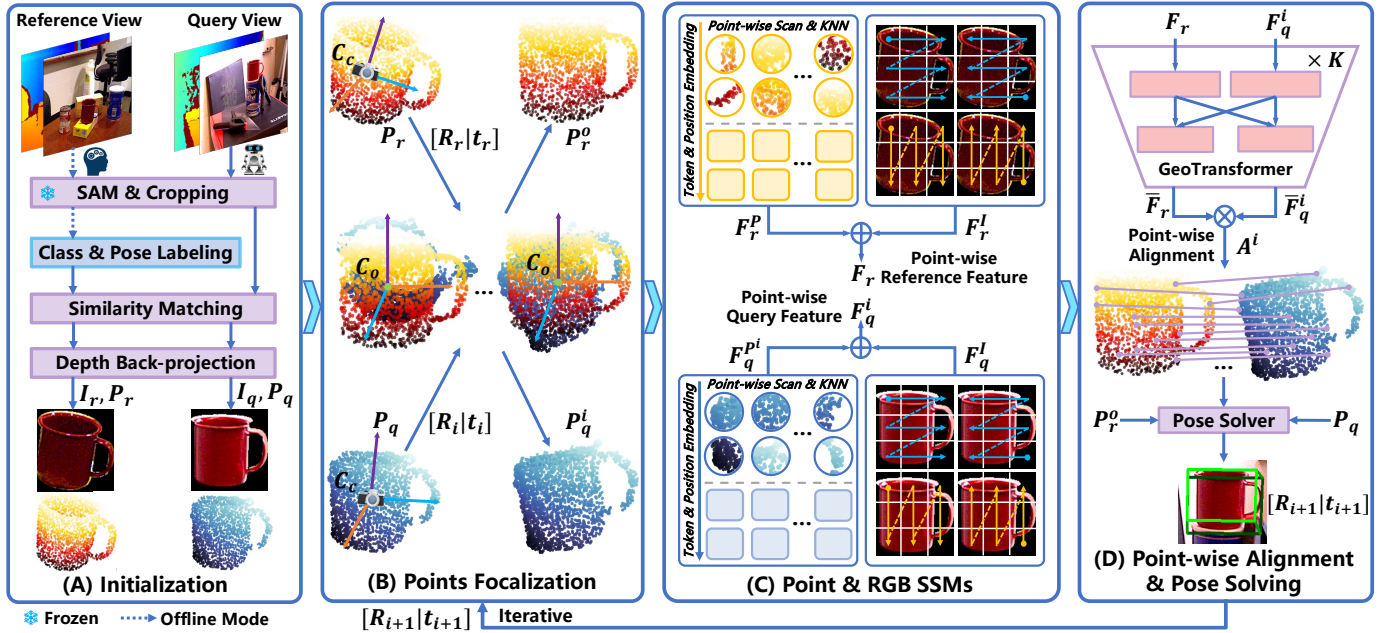 Reference View
Query View
SAM & Cropping
Class & Pose Labeling
Similarity Matching
Depth Back-projection
I_r, P_r
I_q, P_q
(A) Initialization
❄ Frozen
Offline Mode
C_c
P_r
[R_r|t_r]
P_r^o
C_o
...
C_o
P_q
[R_i|t_i]
P_q^i
C_c
(B) Points Focalization
[R_{i+1}|t_{i+1}]
Iterative
Token & Position Embedding
Point-wise Scan & KNN
...
...
F_r^P
F_r^I
F_r
Point-wise
Reference Feature
Point-wise
Query Feature
F_q^i
F_q^{P^i}
F_q^I
Token & Position Embedding
Point-wise Scan & KNN
...
...
(C) Point & RGB SSMs
F_r
F_q^i
× K
GeoTransformer
F̅_r
F̅_q^i
Point-wise
Alignment
A^i
...
P_r^o
Pose Solver
P_q
[R_{i+1}|t_{i+1}]
(D) Point-wise Alignment
& Pose Solving